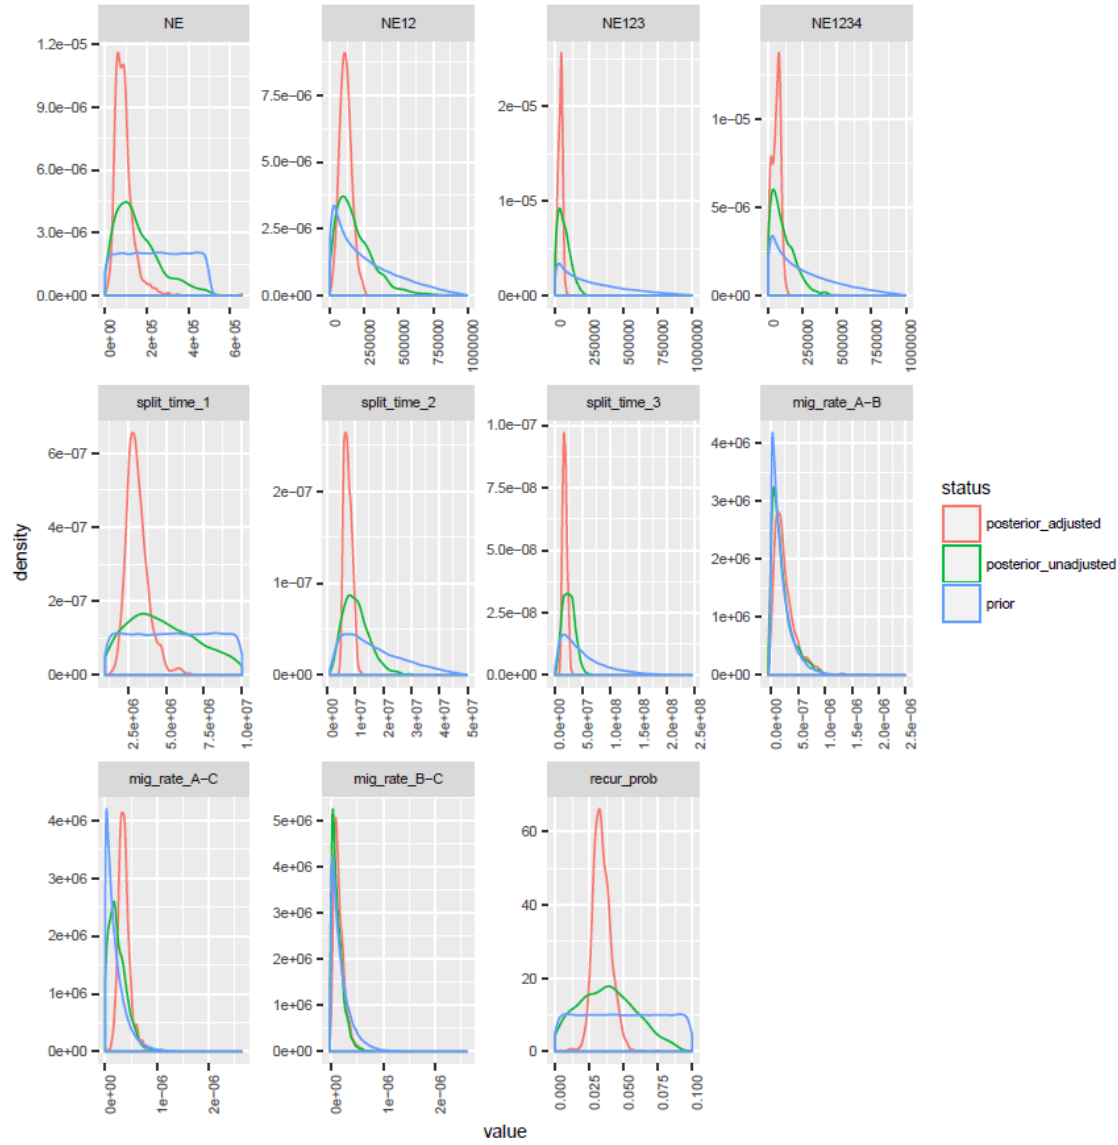 NE NE12 NE123 NE1234
1.2e−05
9.0e−06
6.0e−06
3.0e−06
0.0e+00
7.5e−06
5.0e−06
2.5e−06
0.0e+00
2e−05
1e−05
0e+00
1e−05
5e−06
0e+00
0e+00 2e+05 4e+05 6e+05
0 250000 500000 750000 1000000
0 250000 500000 750000 1000000
0 250000 500000 750000 1000000
split_time_1 split_time_2 split_time_3 mig_rate_A−B
6e−07
4e−07
2e−07
0e+00
2e−07
1e−07
0e+00
1.0e−07
7.5e−08
5.0e−08
2.5e−08
0.0e+00
4e+06
3e+06
2e+06
1e+06
0e+00
2.5e+06 5.0e+06 7.5e+06 1.0e+07
0e+00 1e+07 2e+07 3e+07 4e+07 5e+07
0.0e+00 5.0e+07 1.0e+08 1.5e+08 2.0e+08 2.5e+08
0.0e+00 5.0e−07 1.0e−06 1.5e−06 2.0e−06 2.5e−06
mig_rate_A−C mig_rate_B−C recur_prob
4e+06
3e+06
2e+06
1e+06
0e+00
5e+06
4e+06
3e+06
2e+06
1e+06
0e+00
60
40
20
0
0e+00 1e−06 2e−06
0e+00 1e−06 2e−06
0.000 0.025 0.050 0.075 0.100
density
value
status
posterior_adjusted
posterior_unadjusted
prior